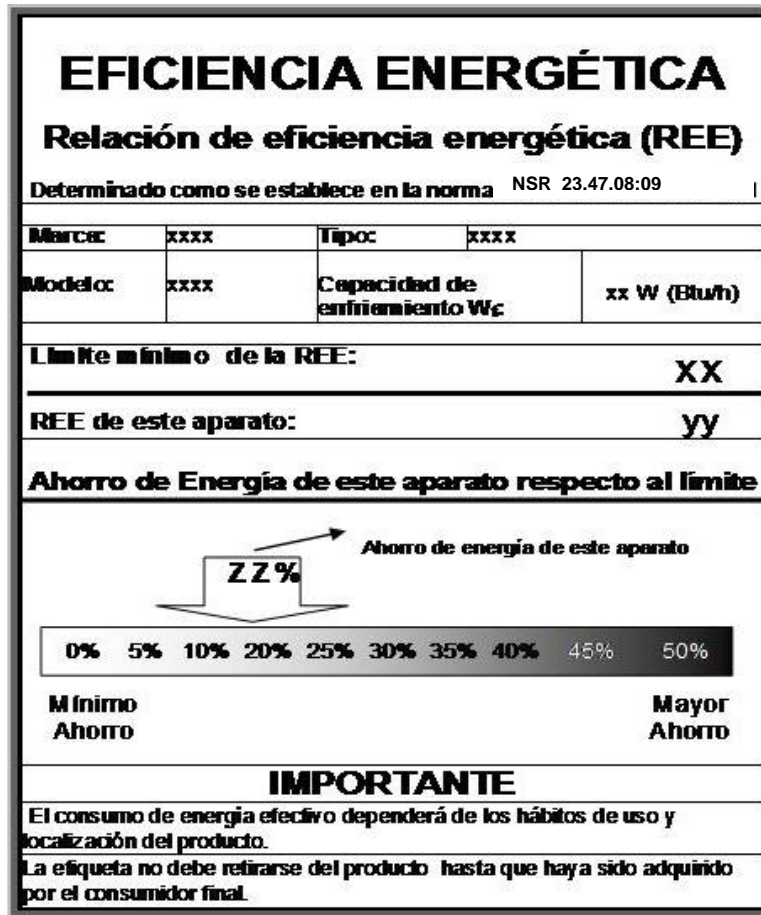 EFICIENCIA ENERGÉTICA
Relación de eficiencia energética (REE)
Determinado como se establece en la norma NSR 23.47.08:09
Marca: xxxx Tipo: xxxx
Modelo: xxxx Capacidad de
enfriamiento Wf: xx W (Btu/h)
Límite mínimo de la REE: XX
REE de este aparato: yy
Ahorro de Energía de este aparato respecto al límite
Ahorro de energía de este aparato
ZZ%
0% 5% 10% 20% 25% 30% 35% 40% 45% 50%
Mínimo Mayor
Ahorro Ahorro
IMPORTANTE
El consumo de energía efectivo dependerá de los hábitos de uso y
localización del producto.
La etiqueta no debe retirarse del producto hasta que haya sido adquirido
por el consumidor final.